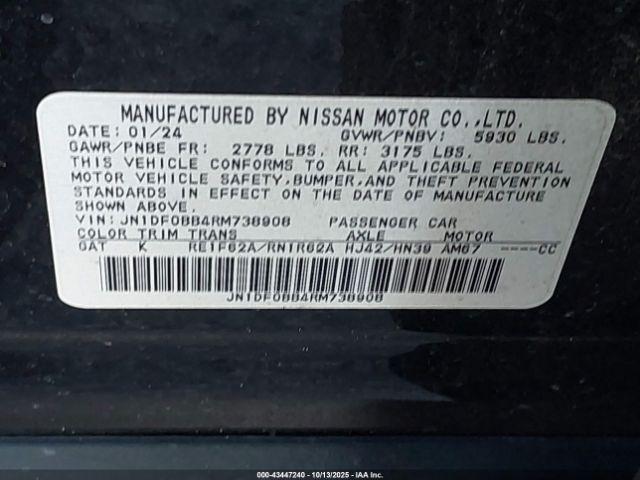 MANUFACTURED BY NISSAN MOTOR CO.,LTD.
DATE: 01/24 GVWR/PNBV: 5930 LBS.
GAWR/PNBE FR: 2778 LBS. RR: 3175 LBS.
THIS VEHICLE CONFORMS TO ALL APPLICABLE FEDERAL
MOTOR VEHICLE SAFETY,BUMPER,AND THEFT PREVENTION
STANDARDS IN EFFECT ON THE DATE OF MANUFACTURE
SHOWN ABOVE.
VIN: JN1DF0BB4RM738908 PASSENGER CAR
COLOR TRIM TRANS AXLE MOTOR
GAT K RE1F62A/RN1R62A HJ42/HN39 AM67 ----CC
JN1DF0BB4RM738908
000-43447240 - 10/13/2025 - IAA Inc.